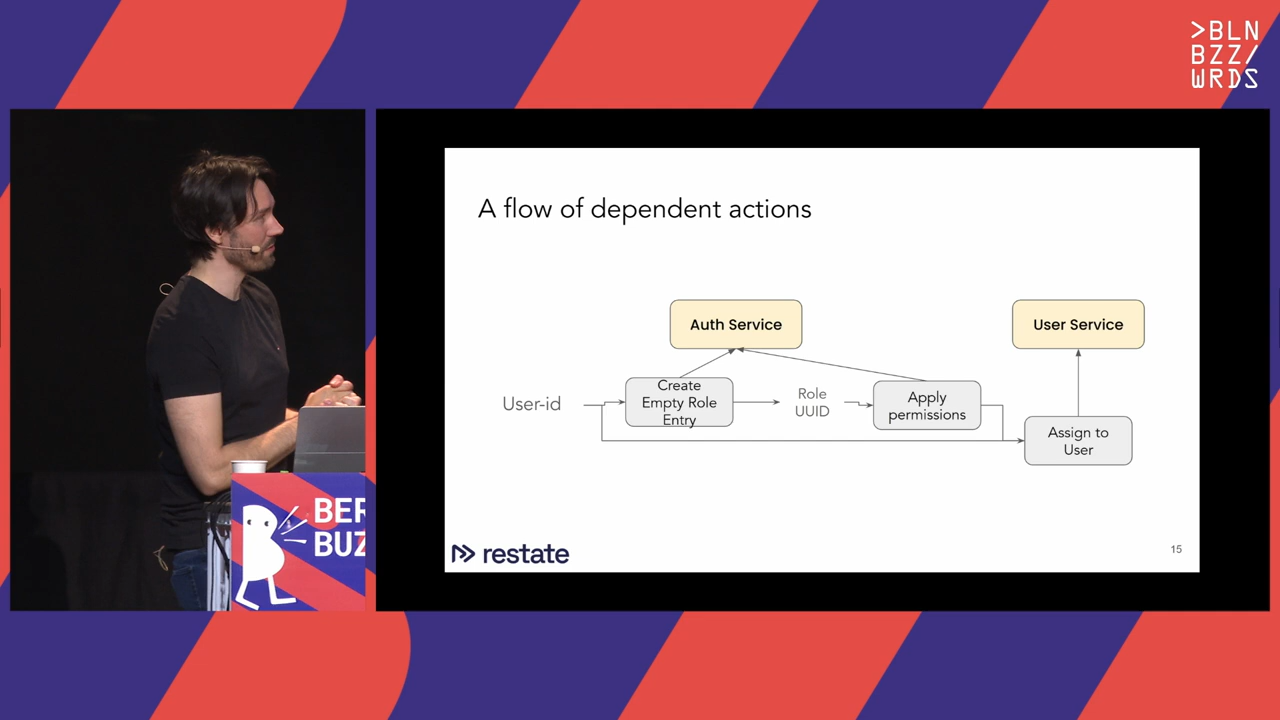 >BLN
BZZ/
WRDS
A flow of dependent actions
Auth Service
User Service
User-id
Create
Empty Role
Entry
Role
UUID
Apply
permissions
Assign to
User
restate
15
BER
BUZ